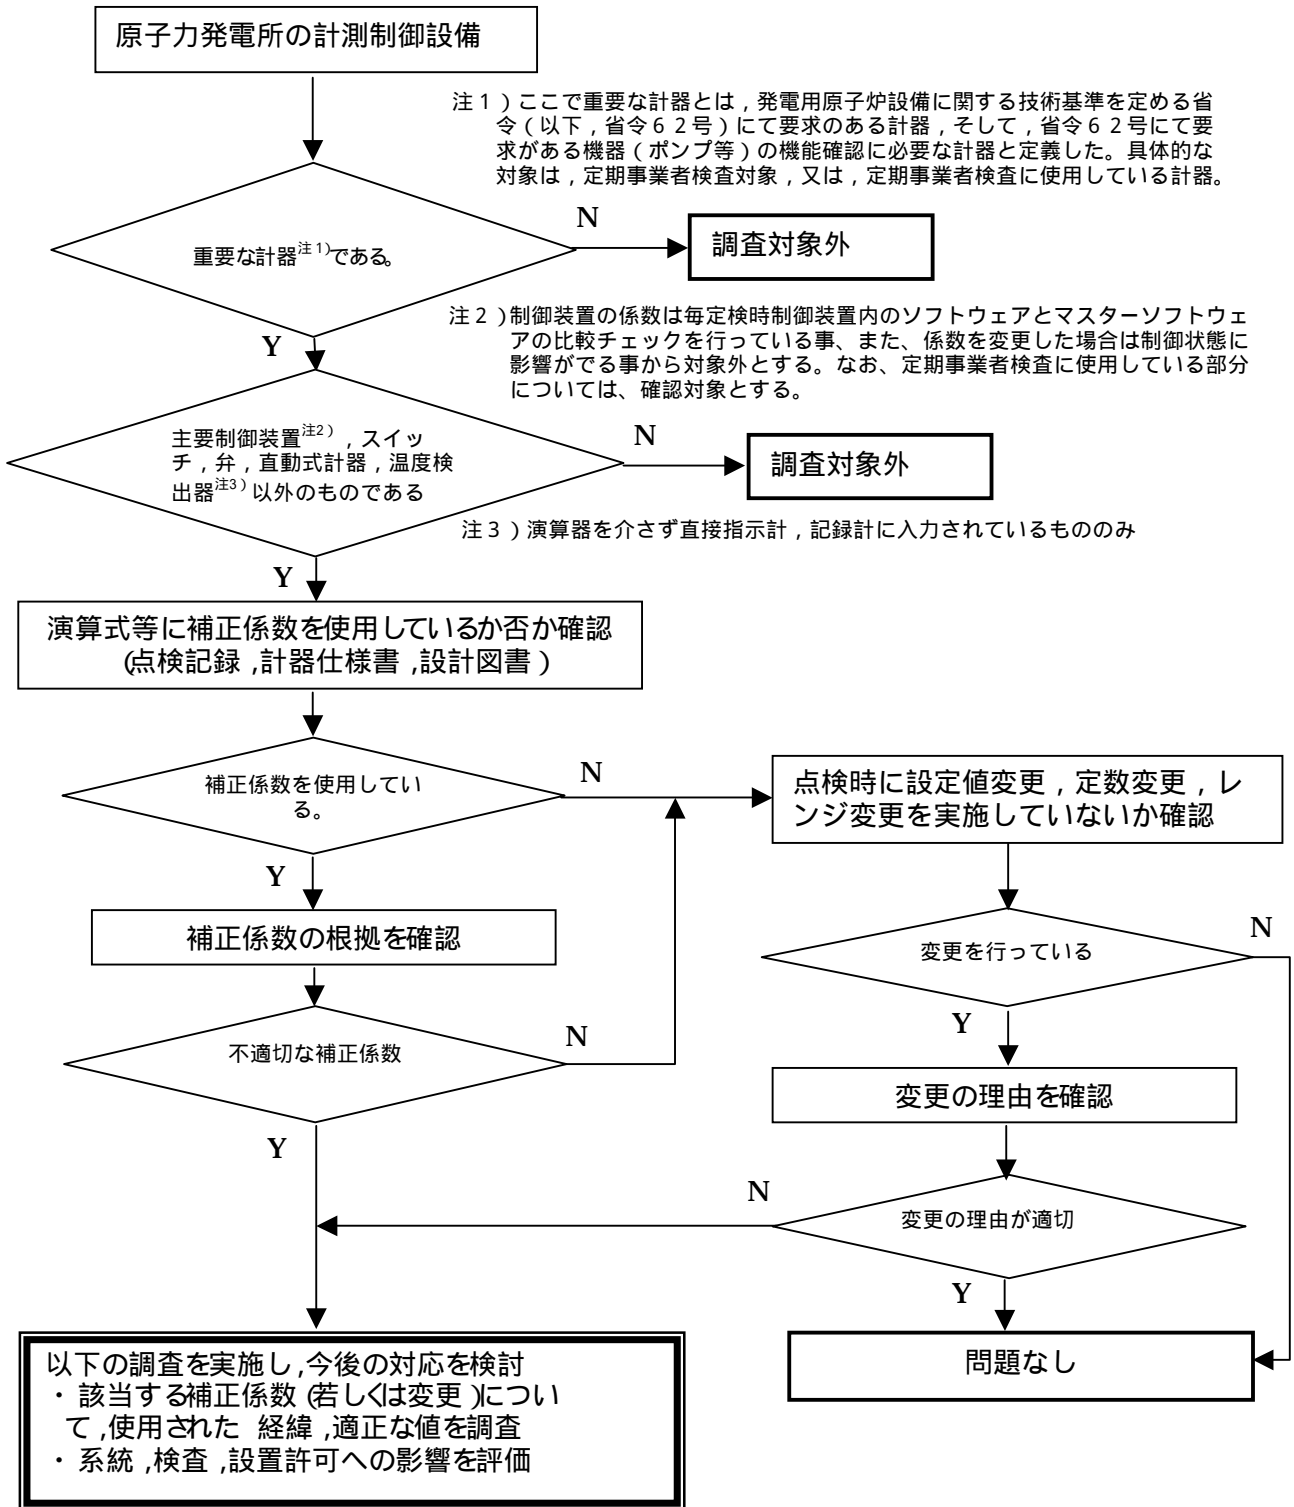 原子力発電所の計測制御設備
注1)ここで重要な計器とは,発電用原子炉設備に関する技術基準を定める省
令(以下,省令62号)にて要求のある計器,そして,省令62号にて要
求がある機器(ポンプ等)の機能確認に必要な計器と定義した。具体的な
対象は,定期事業者検査対象,又は,定期事業者検査に使用している計器。
重要な計器注1)である。
N
調査対象外
Y
注2)制御装置の係数は毎定検時制御装置内のソフトウェアとマスターソフトウェ
アの比較チェックを行っている事、また、係数を変更した場合は制御状態に
影響がでる事から対象外とする。なお、定期事業者検査に使用している部分
については、確認対象とする。
主要制御装置注2),スイッ
チ,弁,直動式計器,温度検
出器注3)以外のものである
N
調査対象外
注3)演算器を介さず直接指示計,記録計に入力されているもののみ
Y
演算式等に補正係数を使用しているか否か確認
(点検記録,計器仕様書,設計図書)
補正係数を使用してい
る。
N
点検時に設定値変更,定数変更,レ
ンジ変更を実施していないか確認
Y
補正係数の根拠を確認
変更を行っている
N
Y
不適切な補正係数
N
変更の理由を確認
Y
変更の理由が適切
N
Y
問題なし
以下の調査を実施し,今後の対応を検討
・該当する補正係数(若しくは変更)につい
て,使用された 経緯,適正な値を調査
・系統,検査,設置許可への影響を評価